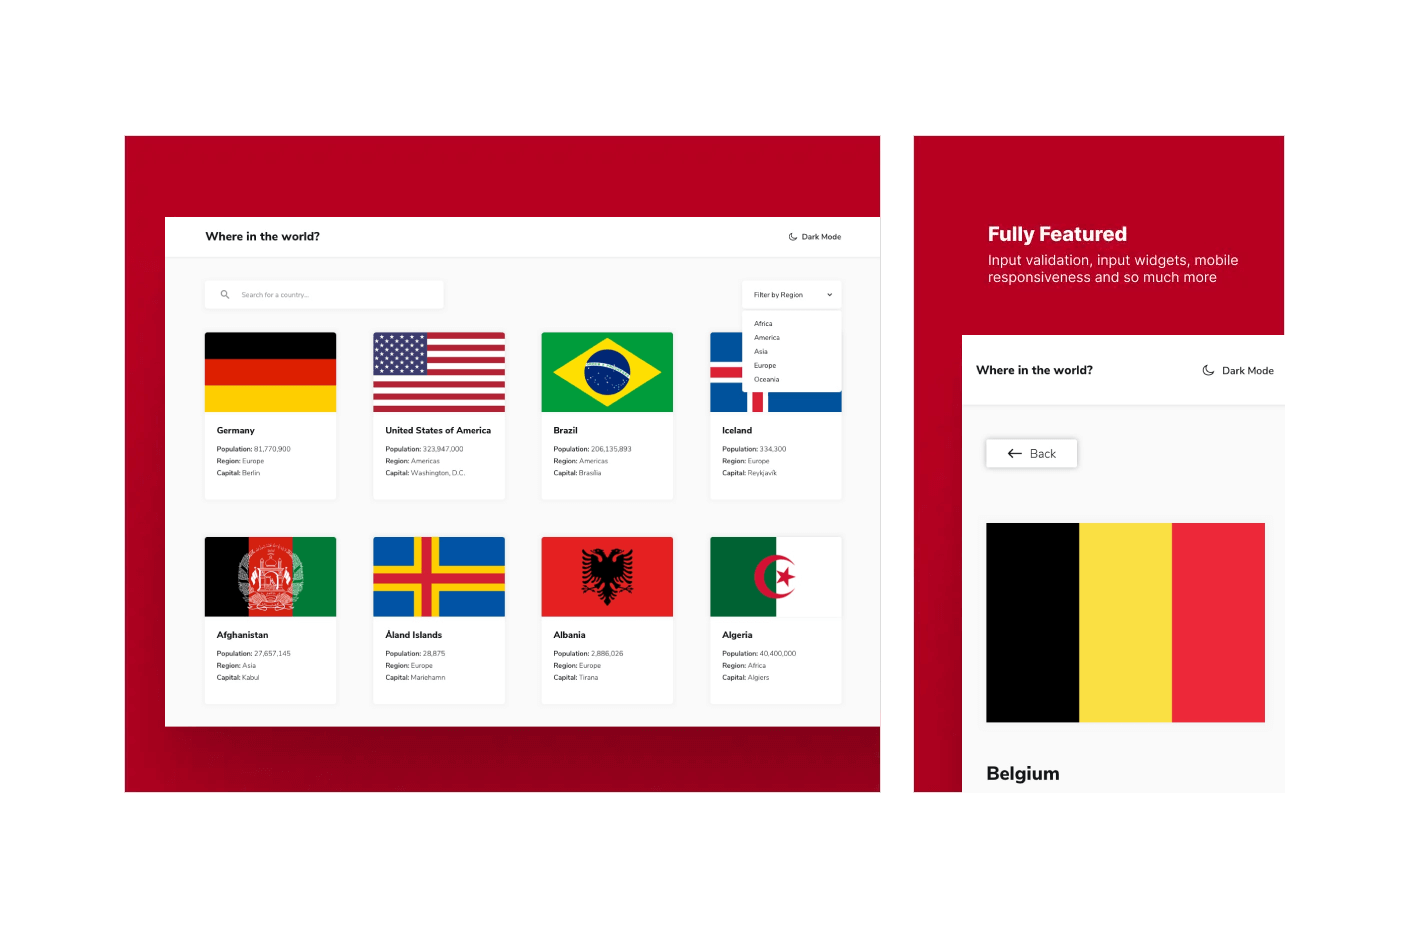 Where in the world?
Dark Mode
Search for a country...
Filter by Region
Africa
America
Asia
Europe
Oceania
Germany
Population: 81,770,900
Region: Europe
Capital: Berlin
United States of America
Population: 323,947,000
Region: Americas
Capital: Washington, D.C.
Brazil
Population: 206,135,893
Region: Americas
Capital: Brasília
Iceland
Population: 334,300
Region: Europe
Capital: Reykjavík
Afghanistan
Population: 27,657,145
Region: Asia
Capital: Kabul
Åland Islands
Population: 28,875
Region: Europe
Capital: Mariehamn
Albania
Population: 2,886,026
Region: Europe
Capital: Tirana
Algeria
Population: 40,400,000
Region: Africa
Capital: Algiers
Fully Featured
Input validation, input widgets, mobile
responsiveness and so much more
Where in the world?
Dark Mode
Back
Belgium